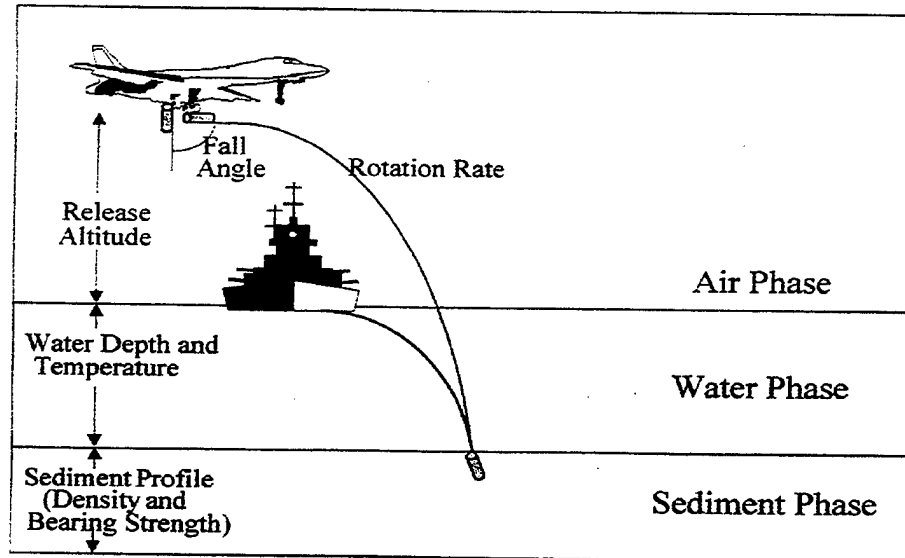 Fall
Angle
Rotation Rate
Release
Altitude
Air Phase
Water Depth and
Temperature
Water Phase
Sediment Profile
(Density and
Bearing Strength)
Sediment Phase